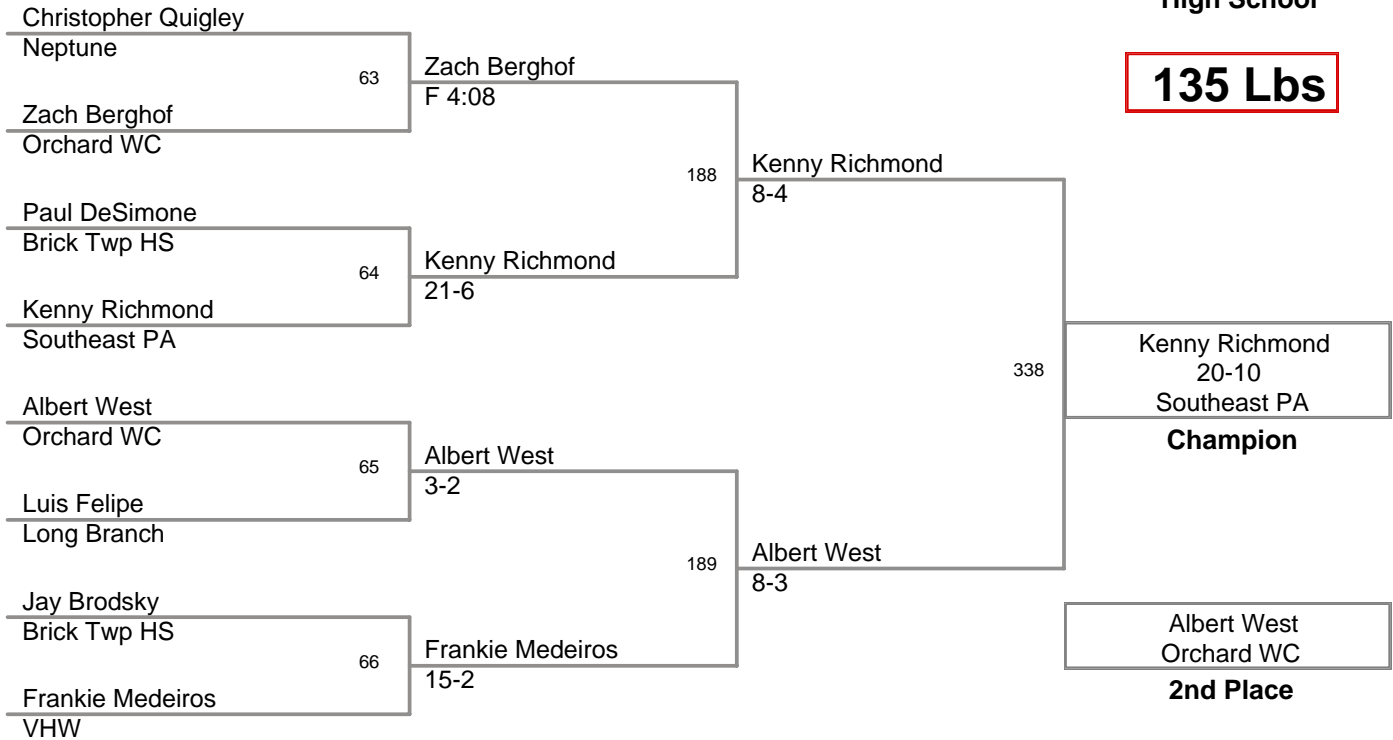 High School
135 Lbs
Christopher Quigley
Neptune
63
Zach Berghof
Orchard WC
Paul DeSimone
Brick Twp HS
64
Kenny Richmond
Southeast PA
Albert West
Orchard WC
65
Luis Felipe
Long Branch
Jay Brodsky
Brick Twp HS
66
Frankie Medeiros
VHW
Zach Berghof
F 4:08
188
Kenny Richmond
21-6
Albert West
3-2
189
Frankie Medeiros
15-2
Kenny Richmond
8-4
338
Albert West
8-3
Kenny Richmond
20-10
Southeast PA
Champion
Albert West
Orchard WC
2nd Place